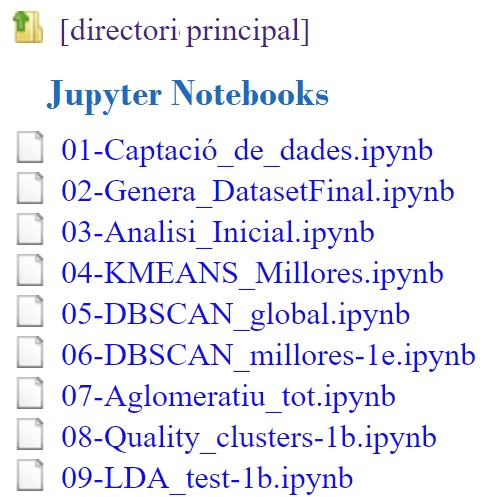 [directori principal]
Jupyter Notebooks
01-Captació_de_dades.ipynb
02-Genera_DatasetFinal.ipynb
03-Analisi_Inicial.ipynb
04-KMEANS_Millores.ipynb
05-DBSCAN_global.ipynb
06-DBSCAN_millores-1e.ipynb
07-Aglomeratiu_tot.ipynb
08-Quality_clusters-1b.ipynb
09-LDA_test-1b.ipynb